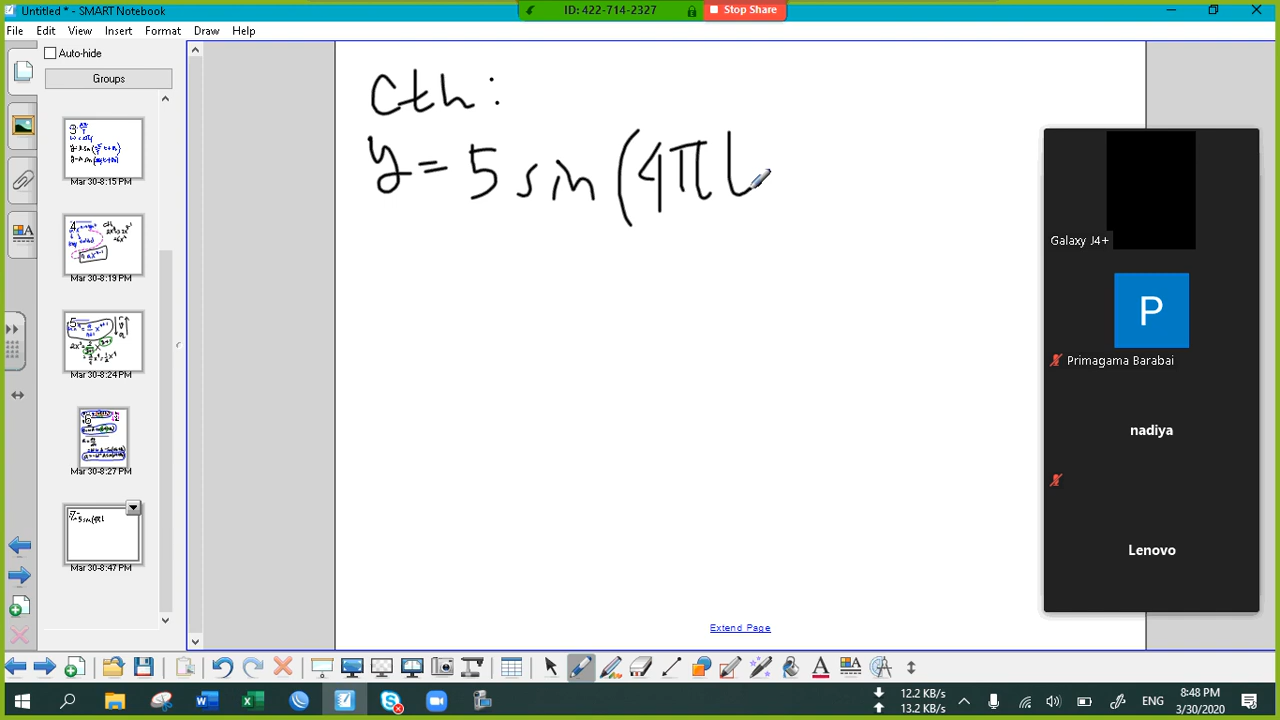 Untitled * - SMART Notebook
ID: 422-714-2327
Stop Share
File Edit View Insert Format Draw Help
Auto-hide
Groups
Mar 30-8:15 PM
Mar 30-8:19 PM
Mar 30-8:24 PM
Mar 30-8:27 PM
Mar 30-8:47 PM
Cth :
y = 5 sin (4π
Extend Page
Galaxy J4+
P
Primagama Barabai
nadiya
Lenovo
12.2 KB/s
13.2 KB/s
ENG
8:48 PM
3/30/2020